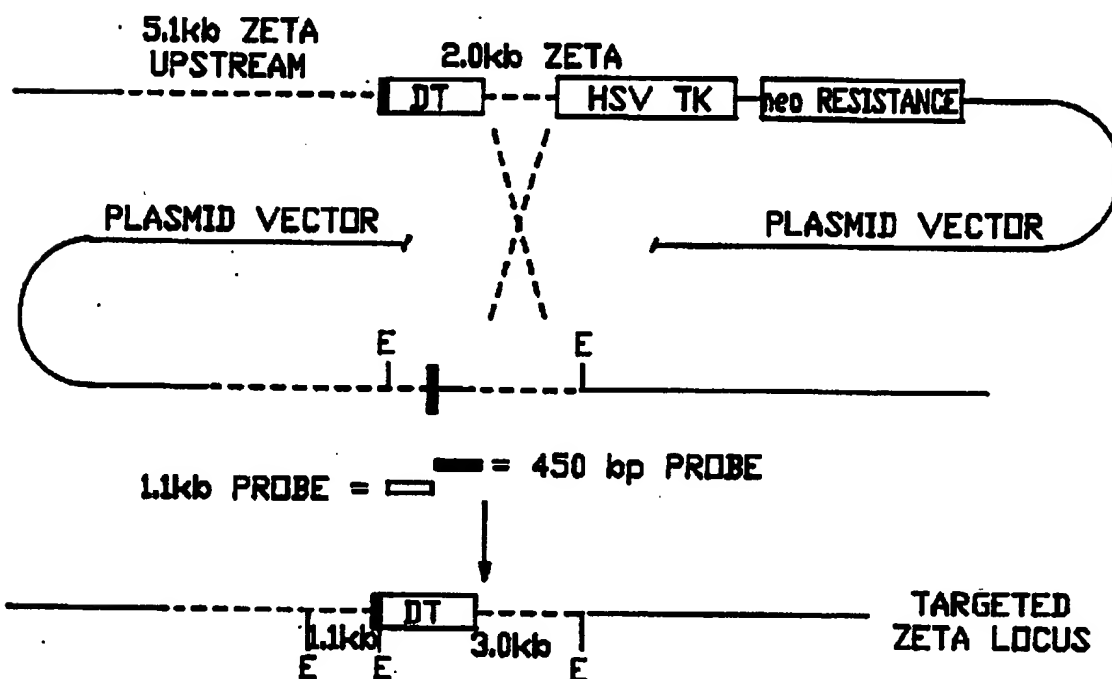 5.1kb ZETA
UPSTREAM
2.0kb ZETA
DT
HSV TK
neo RESISTANCE
PLASMID VECTOR
PLASMID VECTOR
E
E
= 450 bp PROBE
1.1kb PROBE =
DT
TARGETED
ZETA LOCUS
1.1kb
3.0kb
E
E
E